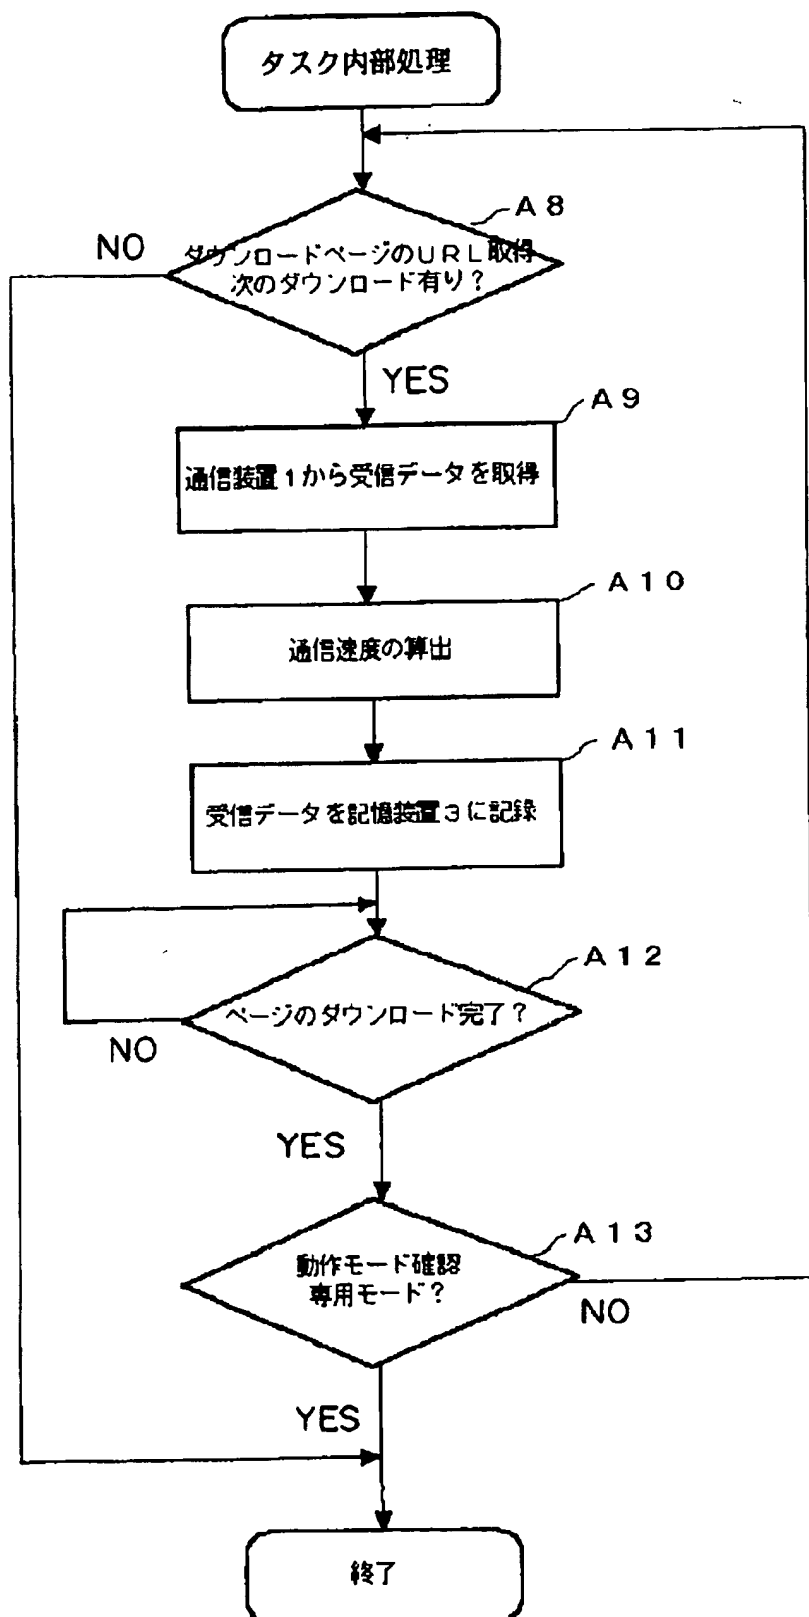 タスク内部処理
A8
NO
ダウンロードページのURL取得
次のダウンロード有り?
YES
A9
通信装置1から受信データを取得
A10
通信速度の算出
A11
受信データを記憶装置3に記録
A12
ページのダウンロード完了?
NO
YES
A13
動作モード確認
専用モード?
NO
YES
終了